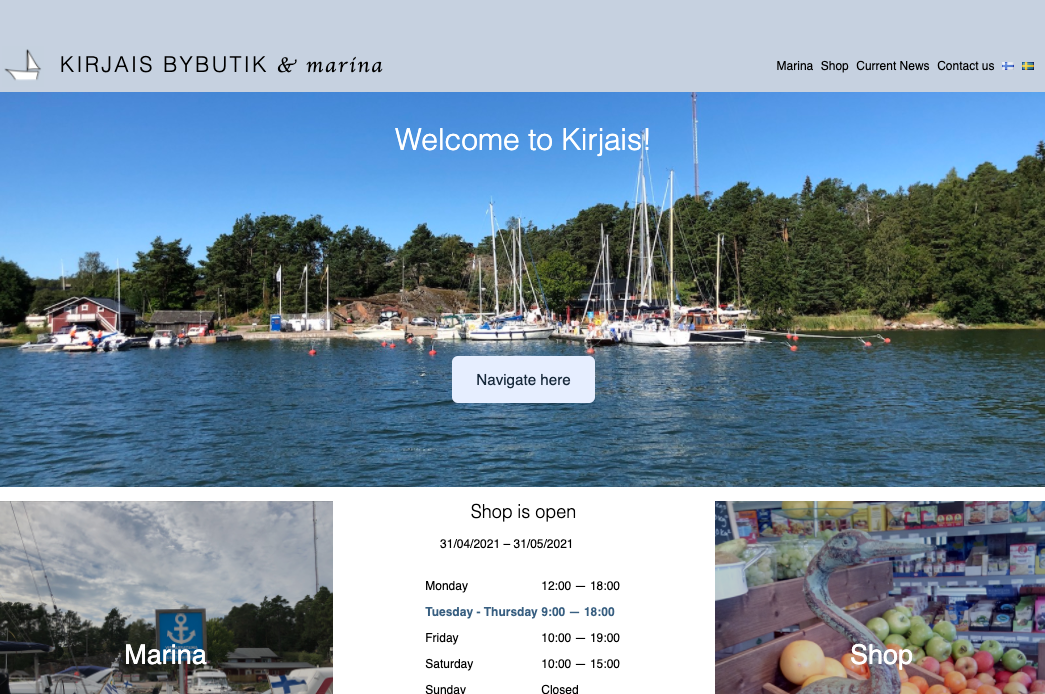 KIRJAIS BYBUTIK & marina
Marina Shop Current News Contact us
Welcome to Kirjais!
Navigate here
Shop is open
31/04/2021 – 31/05/2021
Monday 12:00 — 18:00
Tuesday - Thursday 9:00 — 18:00
Friday 10:00 — 19:00
Saturday 10:00 — 15:00
Sunday Closed
Marina
Shop